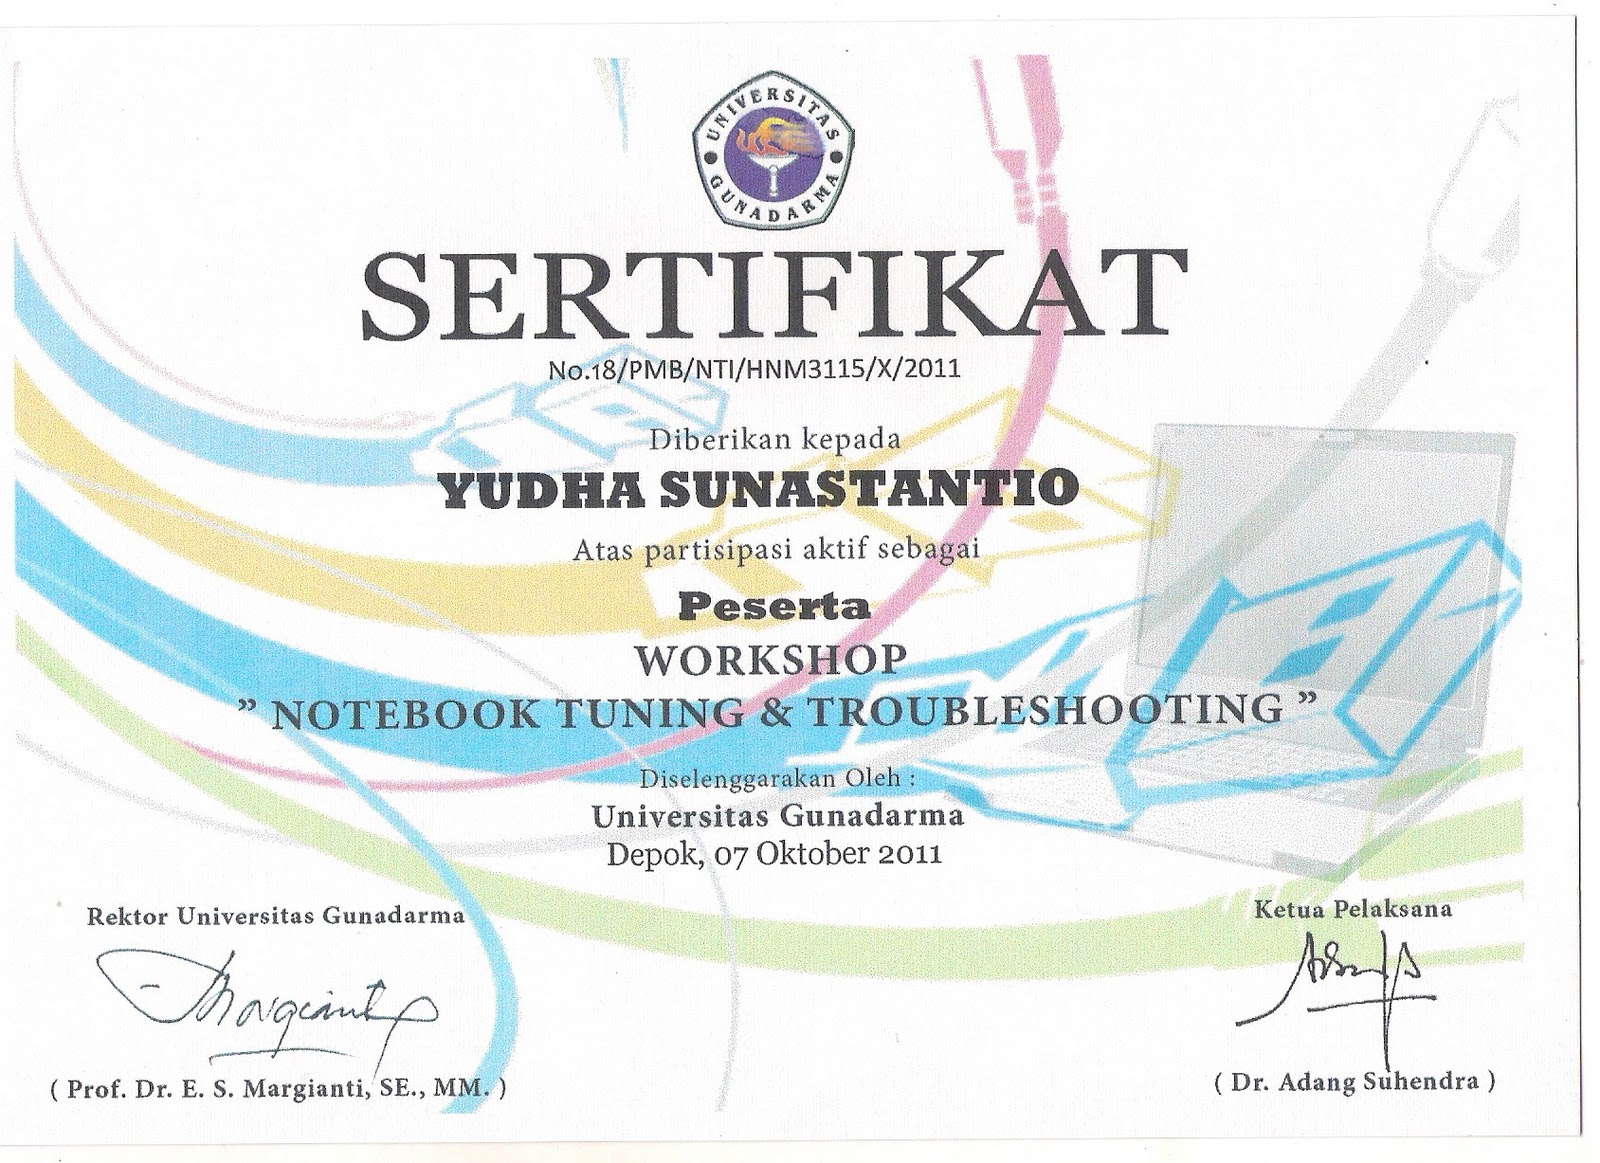 UNIVERSITAS
GUNADARMA
SERTIFIKAT
No.18/PMB/NTI/HNM3115/X/2011
Diberikan kepada
YUDHA SUNASTANTIO
Atas partisipasi aktif sebagai
Peserta
WORKSHOP
” NOTEBOOK TUNING & TROUBLESHOOTING ”
Diselenggarakan Oleh :
Universitas Gunadarma
Depok, 07 Oktober 2011
Rektor Universitas Gunadarma
Margianti
( Prof. Dr. E. S. Margianti, SE., MM. )
Ketua Pelaksana
( Dr. Adang Suhendra )